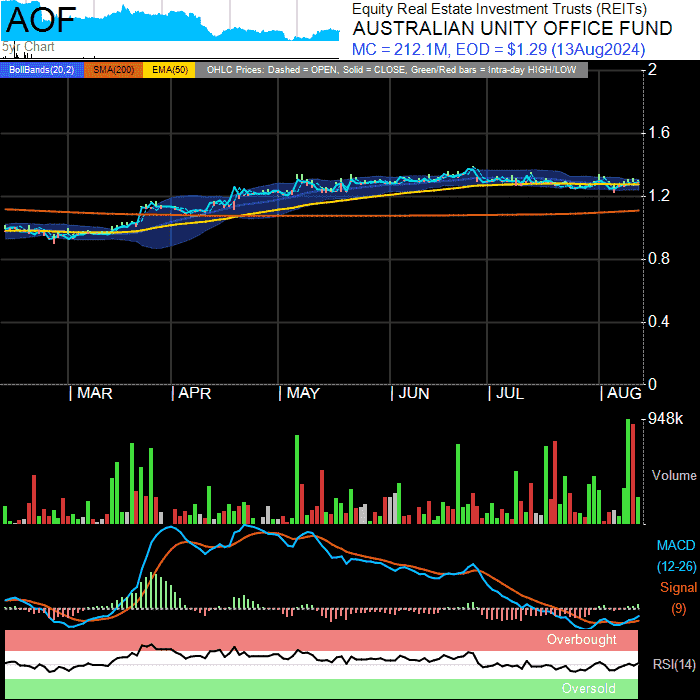 AOF
Equity Real Estate Investment Trusts (REITs)
AUSTRALIAN UNITY OFFICE FUND
5yr Chart
MC = 212.1M, EOD = $1.29 (13Aug2024)
BollBands(20,2) SMA(200) EMA(50) OHLC Prices: Dashed = OPEN, Solid = CLOSE, Green/Red bars = Intra-day HIGH/LOW
2
1.6
1.2
0.8
0.4
0
|MAR |APR |MAY |JUN |JUL |AUG
948k
Volume
MACD
(12-26)
Signal
(9)
Overbought
RSI(14)
Oversold